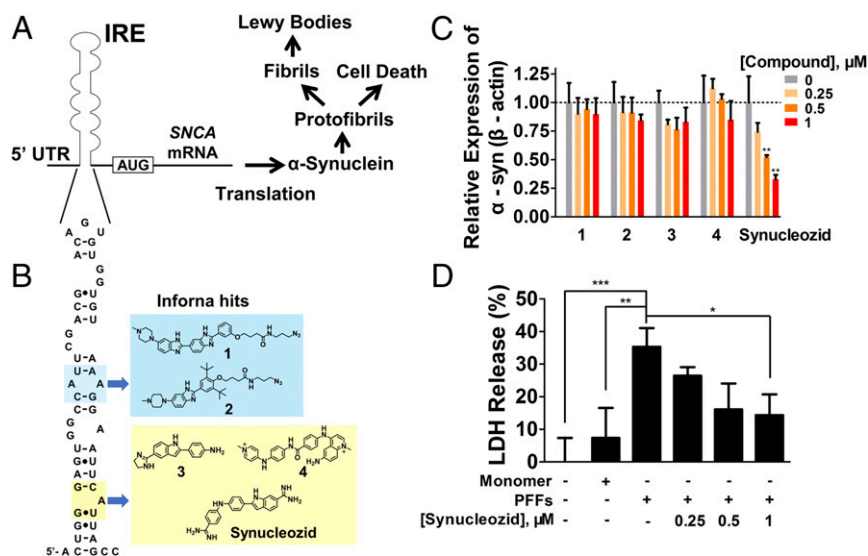 A
IRE
5' UTR
AUG
SNCA
mRNA
Translation
α-Synuclein
Protofibrils
Fibrils
Cell Death
Lewy Bodies
B
5'-A C G C C
Inforna hits
1
2
3
4
Synucleozid
C
Relative Expression of
α - syn (β - actin)
1.25
1.00
0.75
0.50
0.25
0.00
[Compound], μM
0
0.25
0.5
1
**
**
1 2 3 4 Synucleozid
D
LDH Release (%)
50
40
30
20
10
0
***
**
*
Monomer - + - - - -
PFFs - - + + + +
[Synucleozid], μM - - - 0.25 0.5 1